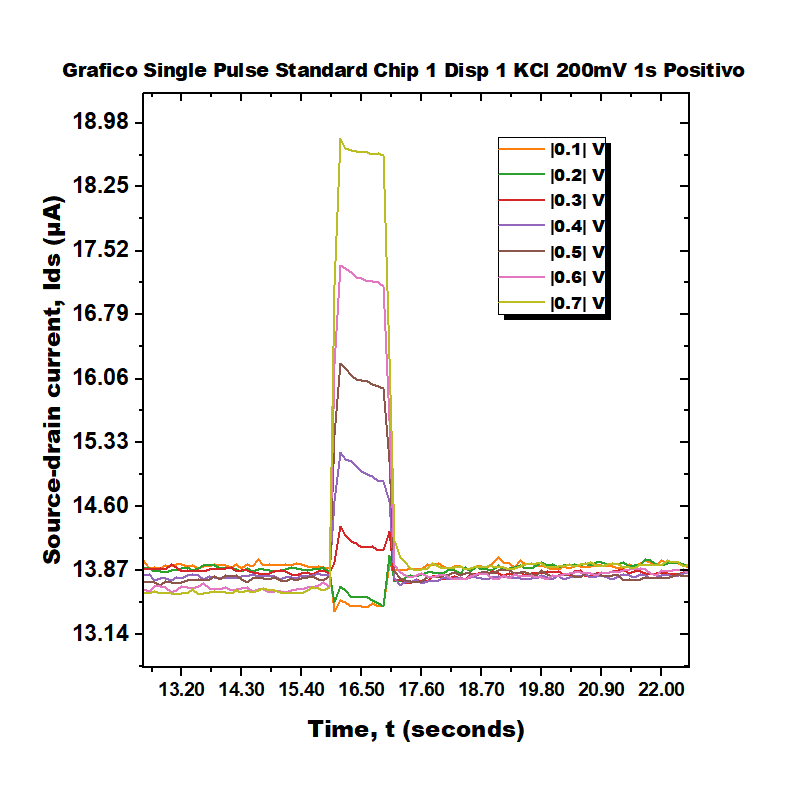 Grafico Single Pulse Standard Chip 1 Disp 1 KCl 200mV 1s Positivo
18.98
18.25
17.52
16.79
16.06
15.33
14.60
13.87
13.14
Source-drain current, Ids (µA)
|0.1| V
|0.2| V
|0.3| V
|0.4| V
|0.5| V
|0.6| V
|0.7| V
13.20 14.30 15.40 16.50 17.60 18.70 19.80 20.90 22.00
Time, t (seconds)